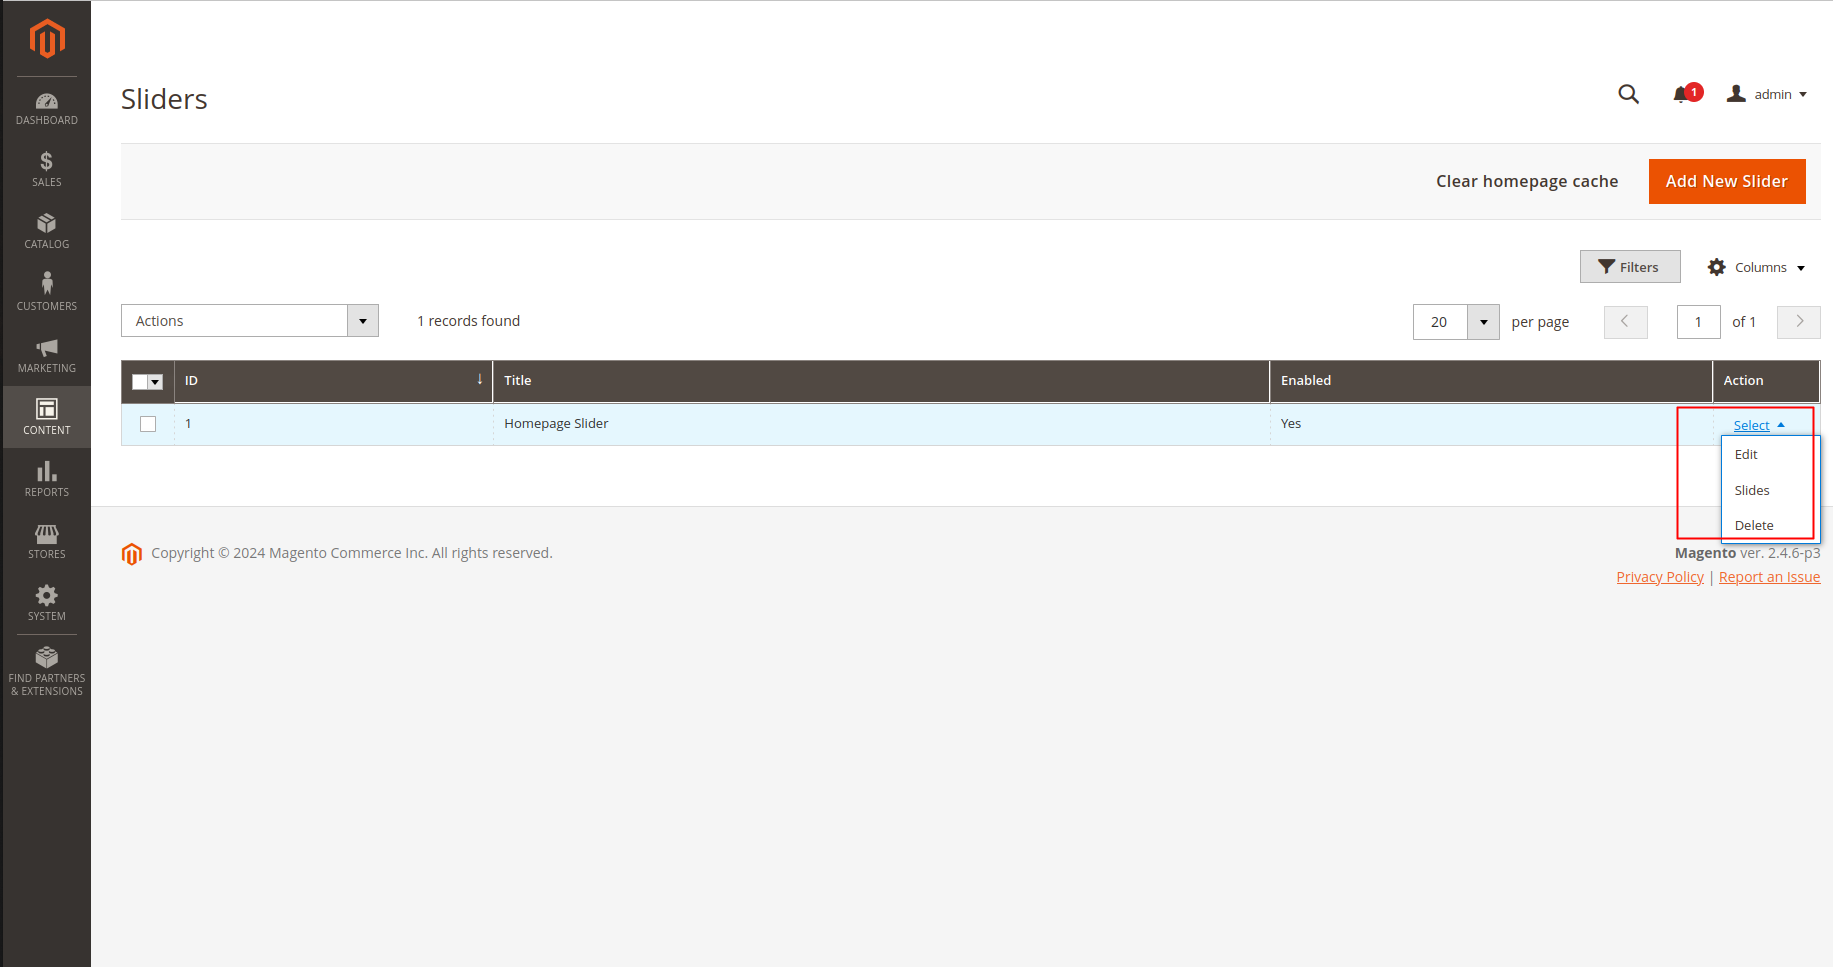 DASHBOARD
SALES
CATALOG
CUSTOMERS
MARKETING
CONTENT
REPORTS
STORES
SYSTEM
FIND PARTNERS
& EXTENSIONS
Sliders
1
admin
Clear homepage cache
Add New Slider
Filters
Columns
Actions
1 records found
20
per page
1
of 1
ID ↓ Title Enabled Action
1 Homepage Slider Yes Select
Edit
Slides
Delete
Copyright © 2024 Magento Commerce Inc. All rights reserved.
Magento ver. 2.4.6-p3
Privacy Policy | Report an Issue